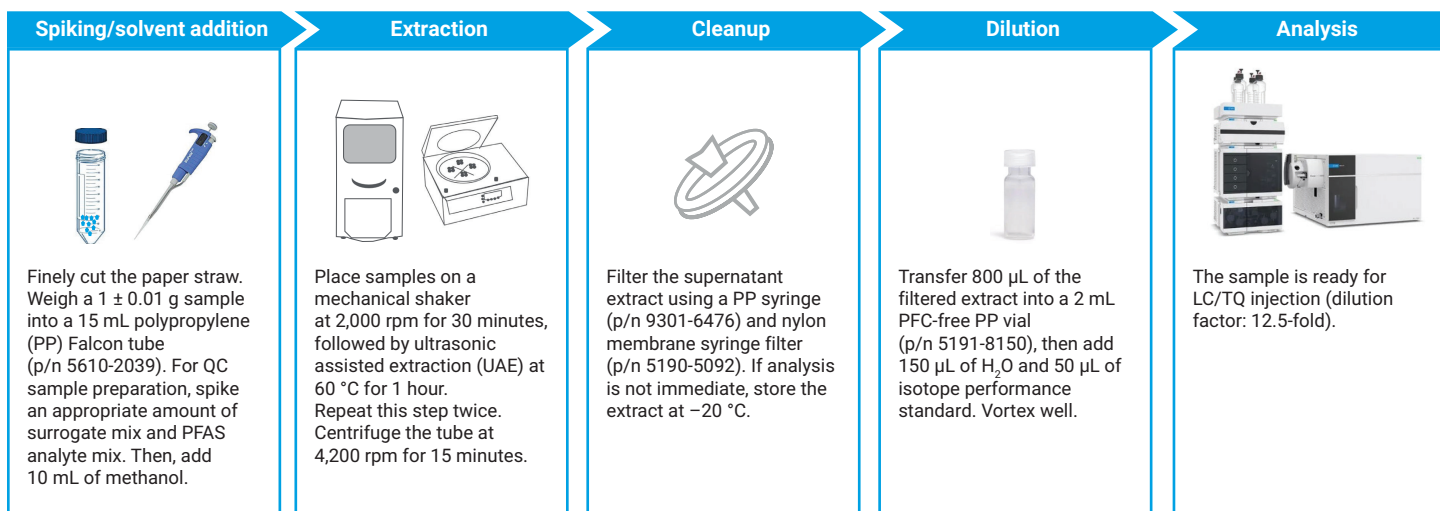 Spiking/solvent addition
Extraction
Cleanup
Dilution
Analysis
Finely cut the paper straw.
Weigh a 1 ± 0.01 g sample
into a 15 mL polypropylene
(PP) Falcon tube
(p/n 5610-2039). For QC
sample preparation, spike
an appropriate amount of
surrogate mix and PFAS
analyte mix. Then, add
10 mL of methanol.
Place samples on a
mechanical shaker
at 2,000 rpm for 30 minutes,
followed by ultrasonic
assisted extraction (UAE) at
60 °C for 1 hour.
Repeat this step twice.
Centrifuge the tube at
4,200 rpm for 15 minutes.
Filter the supernatant
extract using a PP syringe
(p/n 9301-6476) and nylon
membrane syringe filter
(p/n 5190-5092). If analysis
is not immediate, store the
extract at −20 °C.
Transfer 800 µL of the
filtered extract into a 2 mL
PFC-free PP vial
(p/n 5191-8150), then add
150 µL of H₂O and 50 µL of
isotope performance
standard. Vortex well.
The sample is ready for
LC/TQ injection (dilution
factor: 12.5-fold).